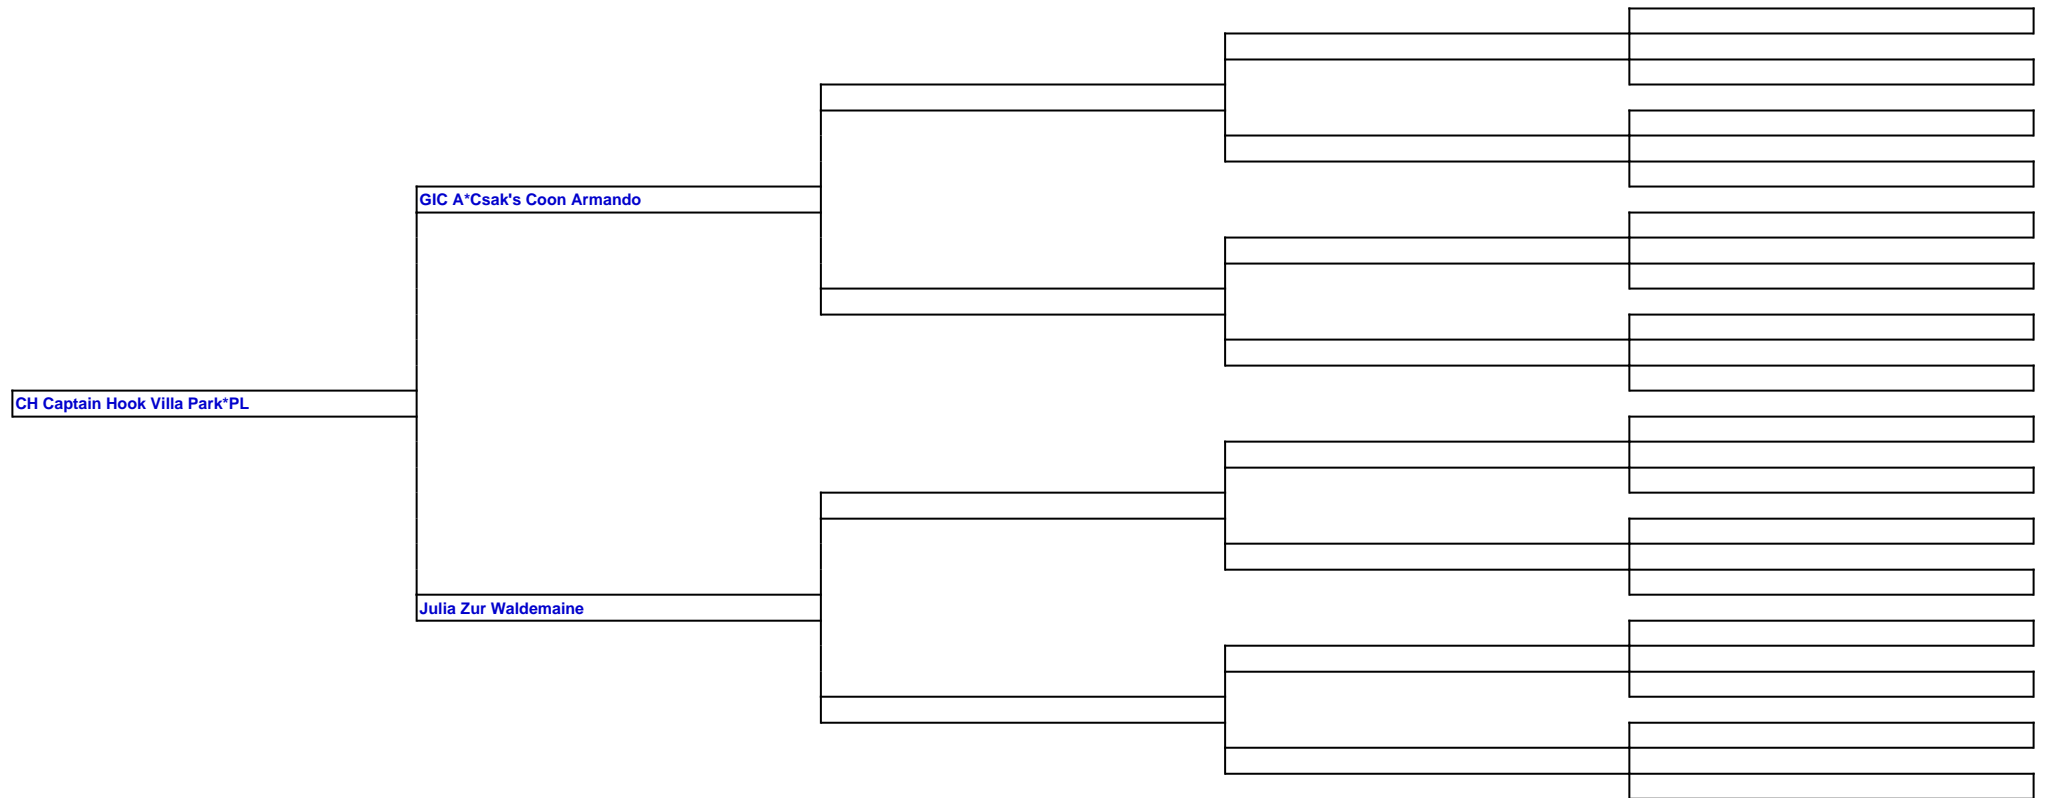 GIC A*Csak's Coon Armando
CH Captain Hook Villa Park*PL
Julia Zur Waldemaine